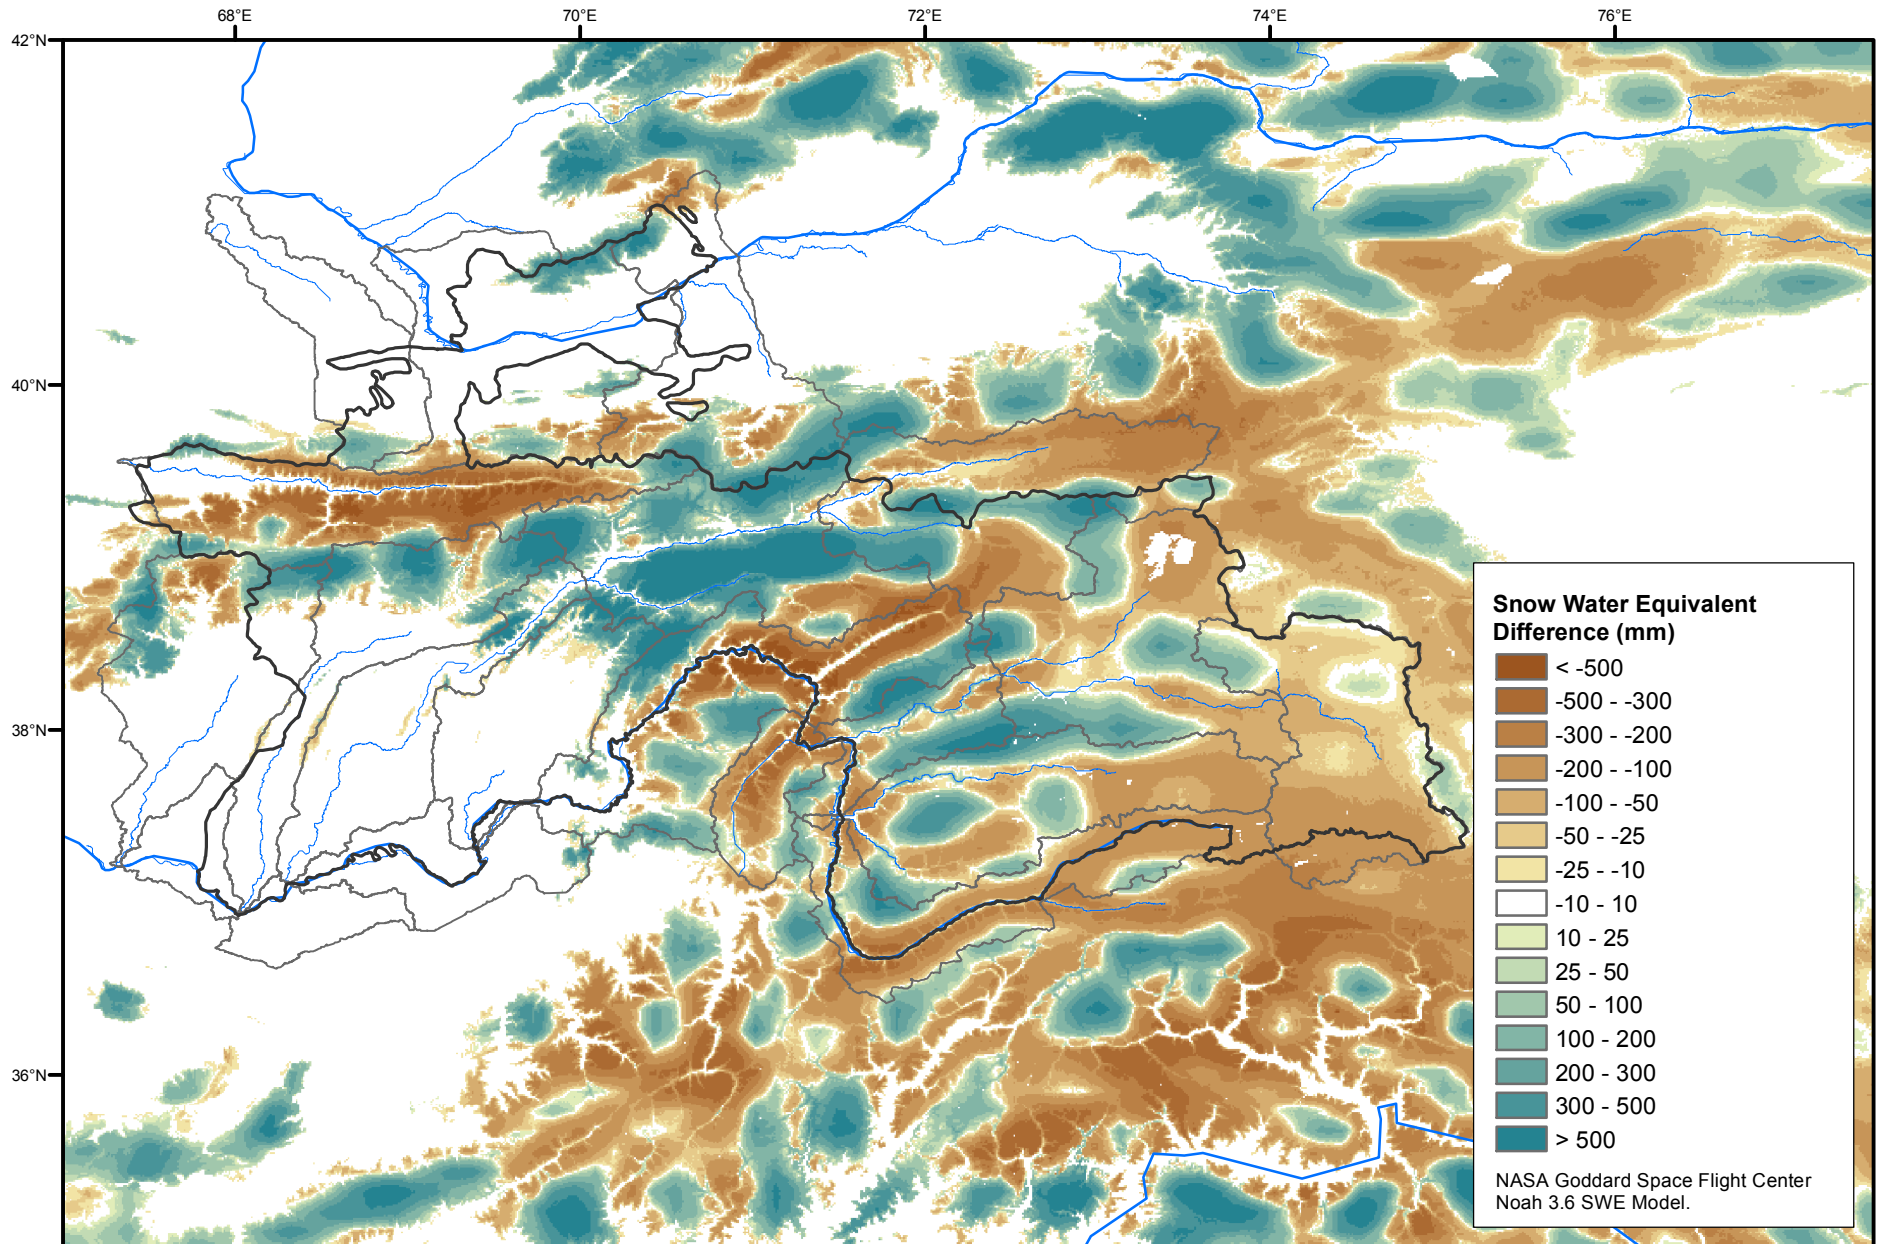 68°E 70°E 72°E 74°E 76°E
42°N
40°N
38°N
36°N
Snow Water Equivalent
Difference (mm)
< -500
-500 - -300
-300 - -200
-200 - -100
-100 - -50
-50 - -25
-25 - -10
-10 - 10
10 - 25
25 - 50
50 - 100
100 - 200
200 - 300
300 - 500
> 500
NASA Goddard Space Flight Center
Noah 3.6 SWE Model.